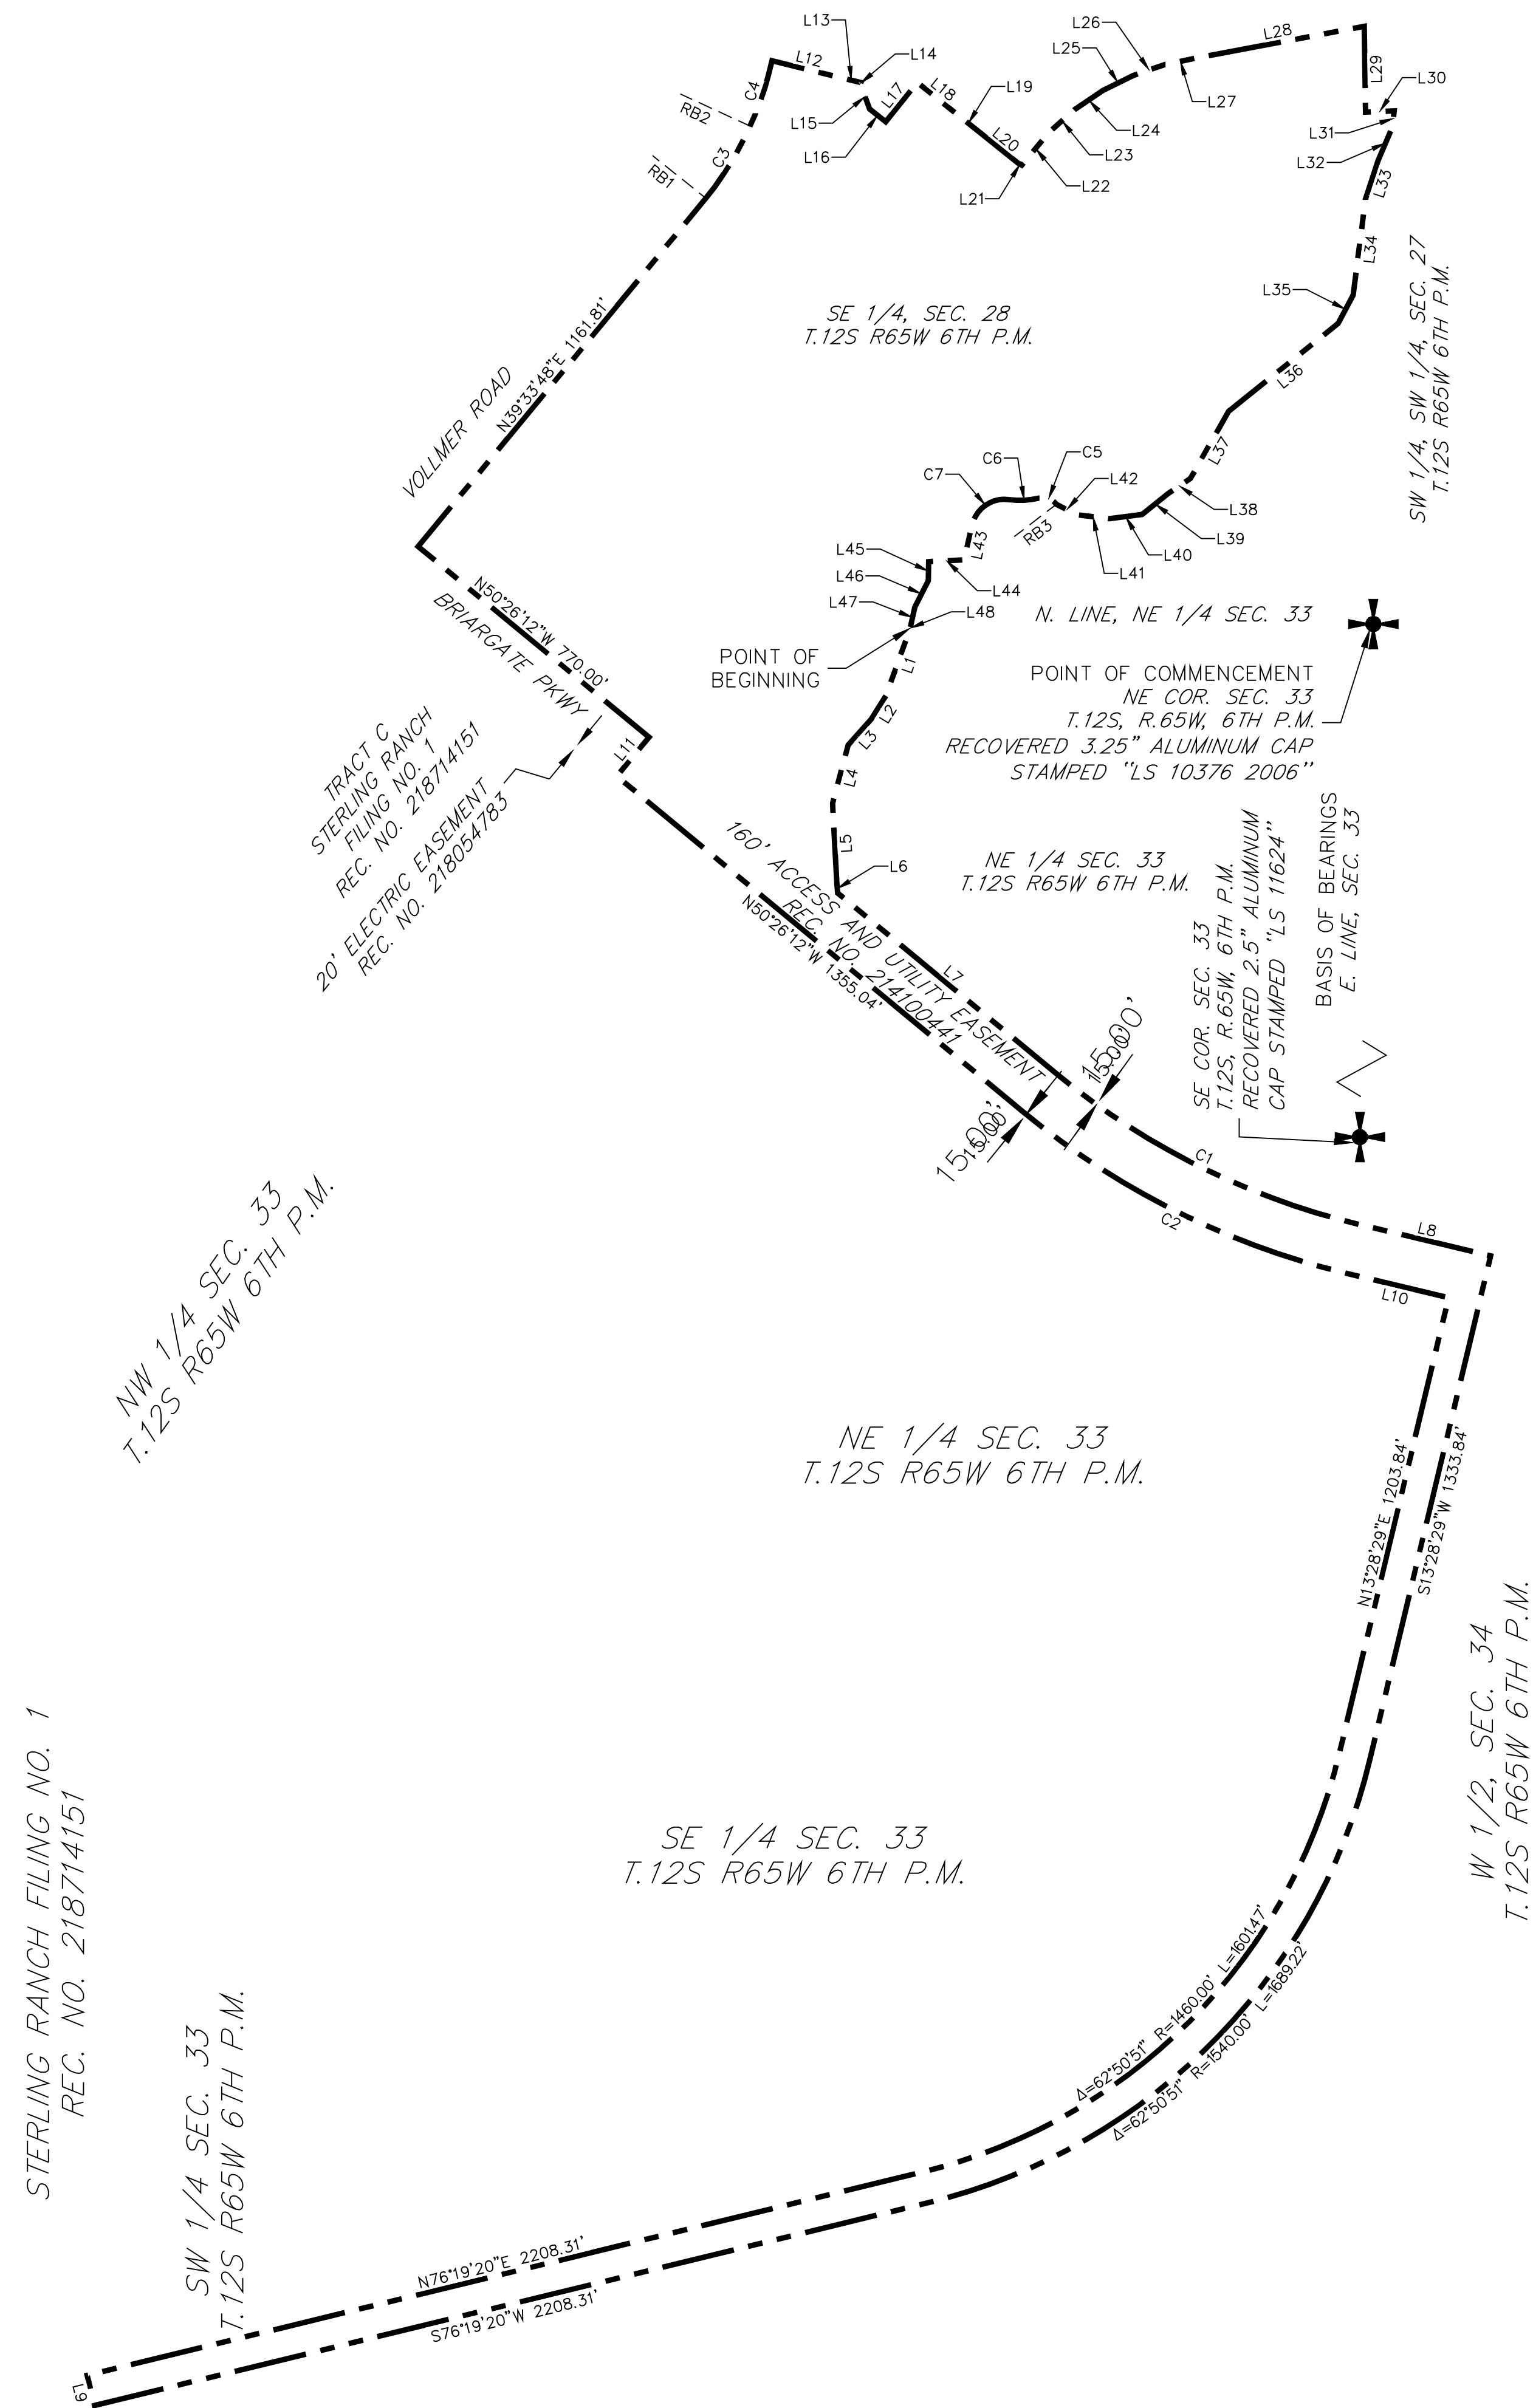 L13
L14
L12
C4
RB2
L15
L16
L17
L18
L19
L20
L21
L22
L23
L24
L25
L26
L27
L28
L29
L30
L31
L32
L33
L34
L35
L36
L37
L38
L39
L40
L41
L42
C5
C6
C7
RB3
L43
L44
L45
L46
L47
L48
C3
RB1
N39°33'48"E 1161.81'
VOLLMER ROAD
SE 1/4, SEC. 28
T.12S R65W 6TH P.M.
SW 1/4, SW 1/4, SEC. 27
T.12S R65W 6TH P.M.
N50°26'12"W 770.00'
BRIARGATE PKWY
POINT OF
BEGINNING
L1
L2
L3
L4
L5
L6
L11
N. LINE, NE 1/4 SEC. 33
POINT OF COMMENCEMENT
NE COR. SEC. 33
T.12S, R.65W, 6TH P.M.
RECOVERED 3.25" ALUMINUM CAP
STAMPED "LS 10376 2006"
TRACT C
STERLING RANCH
FILING NO. 1
REC. NO. 218714151
20' ELECTRIC EASEMENT
REC. NO. 218054783
160' ACCESS AND UTILITY EASEMENT
REC. NO. 214100441
N50°26'12"W 1355.04'
L7
NE 1/4 SEC. 33
T.12S R65W 6TH P.M.
SE COR. SEC. 33
T.12S, R.65W, 6TH P.M.
RECOVERED 2.5" ALUMINUM
CAP STAMPED "LS 11624"
BASIS OF BEARINGS
E. LINE, SEC. 33
15.00'
15.00'
15.00'
15.00'
C1
C2
L8
L10
NW 1/4 SEC. 33
T.12S R65W 6TH P.M.
NE 1/4 SEC. 33
T.12S R65W 6TH P.M.
N13°28'29"E 1203.84'
S13°28'29"W 1333.84'
W 1/2, SEC. 34
T.12S R65W 6TH P.M.
STERLING RANCH FILING NO. 1
REC. NO. 218714151
SE 1/4 SEC. 33
T.12S R65W 6TH P.M.
SW 1/4 SEC. 33
T.12S R65W 6TH P.M.
Δ=62°50'51" R=1460.00' L=1601.47'
Δ=62°50'51" R=1540.00' L=1689.22'
N76°19'20"E 2208.31'
S76°19'20"W 2208.31'
L9